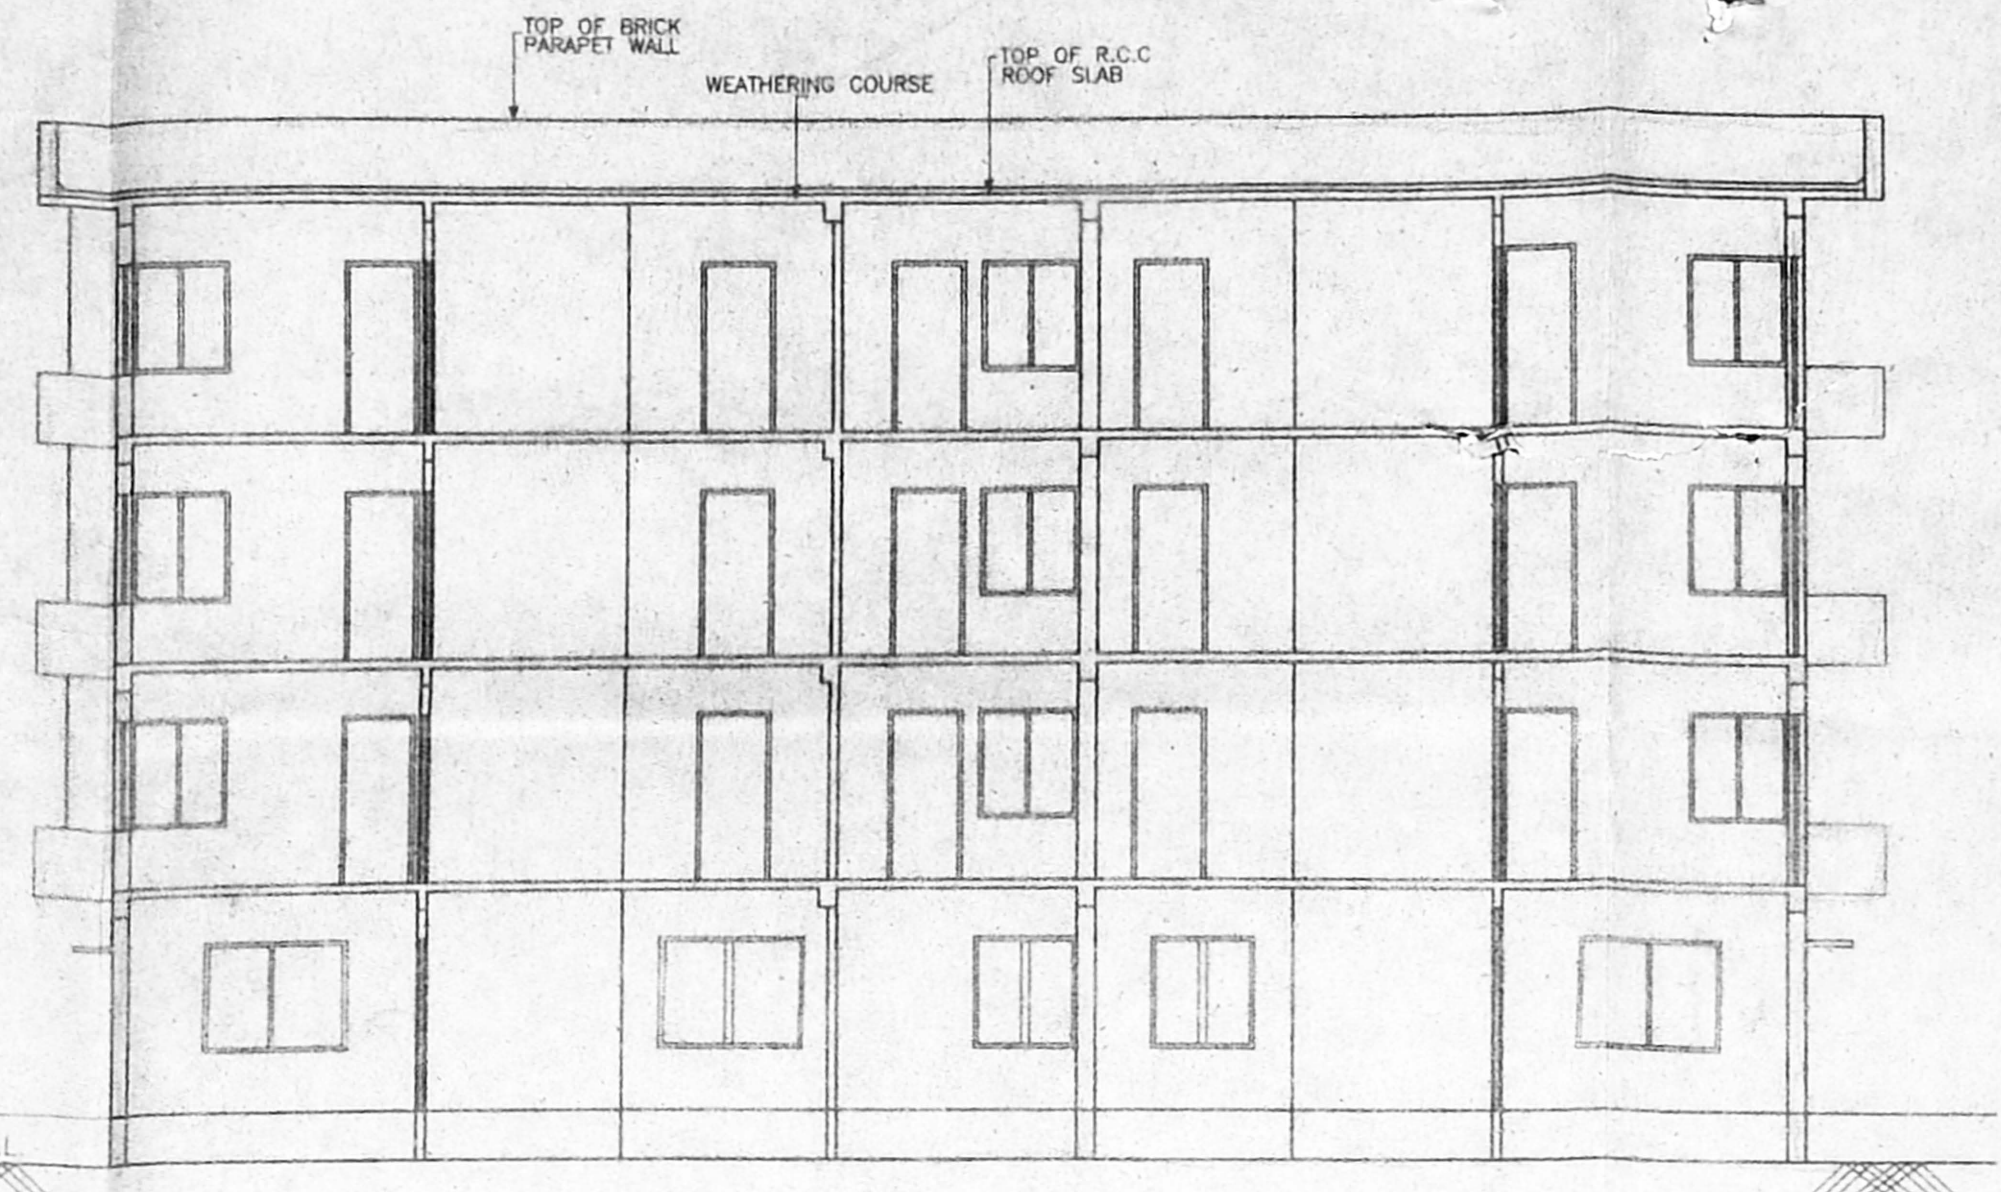 TOP OF BRICK
PARAPET WALL
WEATHERING COURSE
TOP OF R.C.C
ROOF SLAB